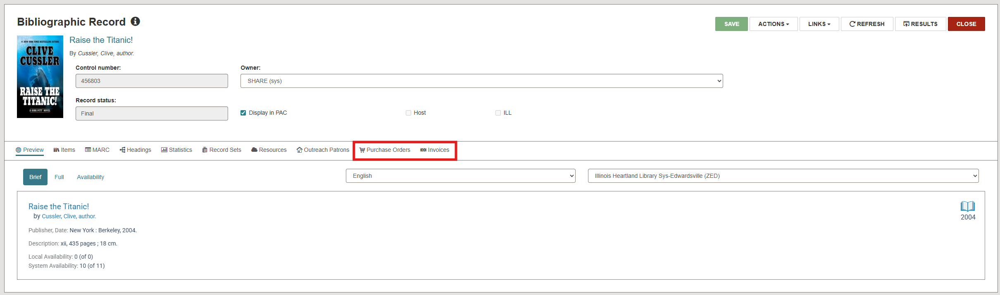 Bibliographic Record
SAVE
ACTIONS
LINKS
REFRESH
RESULTS
CLOSE
#1 NEW YORK TIMES BESTSELLING AUTHOR
CLIVE
CUSSLER
RAISE THE
TITANIC!
A DIRK PITT NOVEL
Raise the Titanic!
By Cussler, Clive, author.
Control number:
Owner:
456803
SHARE (sys)
Record status:
Final
Display in PAC
Host
ILL
Preview
Items
MARC
Headings
Statistics
Record Sets
Resources
Outreach Patrons
Purchase Orders
Invoices
Brief
Full
Availability
English
Illinois Heartland Library Sys-Edwardsville (ZED)
Raise the Titanic!
by Cussler, Clive, author.
2004
Publisher, Date: New York : Berkeley, 2004.
Description: xii, 435 pages ; 18 cm.
Local Availability: 0 (of 0)
System Availability: 10 (of 11)